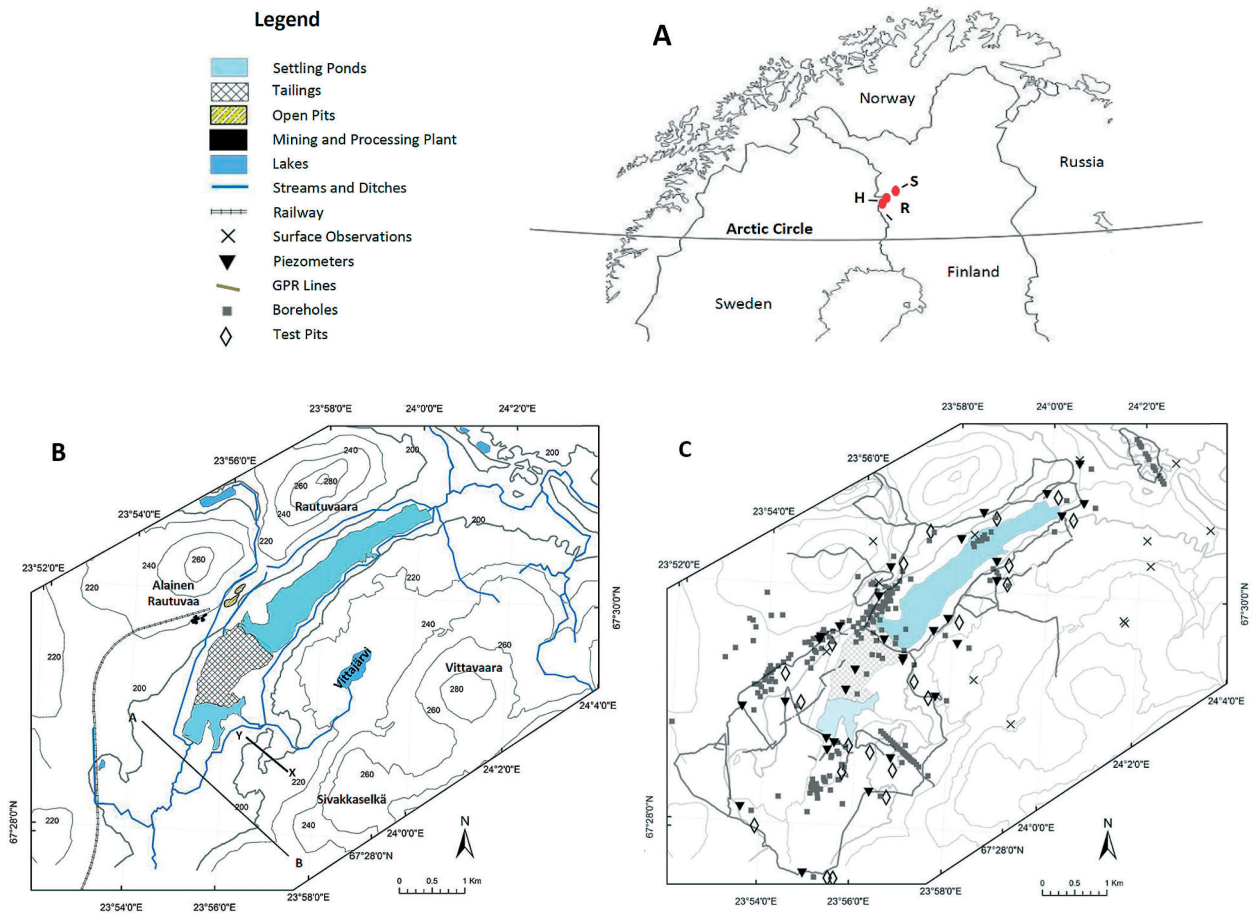 Legend
Settling Ponds
Tailings
Open Pits
Mining and Processing Plant
Lakes
Streams and Ditches
Railway
Surface Observations
Piezometers
GPR Lines
Boreholes
Test Pits
A
Norway
Russia
S
H
R
Arctic Circle
Finland
Sweden
B
23°52'0"E
23°54'0"E
23°56'0"E
23°58'0"E
24°0'0"E
24°2'0"E
200
240
260
280
Rautuvaara
240
220
200
200
260
240
220
Alainen
Rautuvaa
220
220
240
260
Vittajärvi
Vittavaara
280
260
67°30'0"N
24°4'0"E
200
A
Y
X
220
200
260
Sivakkaselkä
240
B
220
67°28'0"N
24°2'0"E
24°0'0"E
67°28'0"N
23°58'0"E
23°56'0"E
23°54'0"E
N
0 0.5 1 Km
C
23°52'0"E
23°54'0"E
23°56'0"E
23°58'0"E
24°0'0"E
24°2'0"E
200
67°30'0"N
24°4'0"E
24°2'0"E
24°0'0"E
67°28'0"N
67°28'0"N
23°58'0"E
23°56'0"E
23°54'0"E
N
0 0.5 1 Km